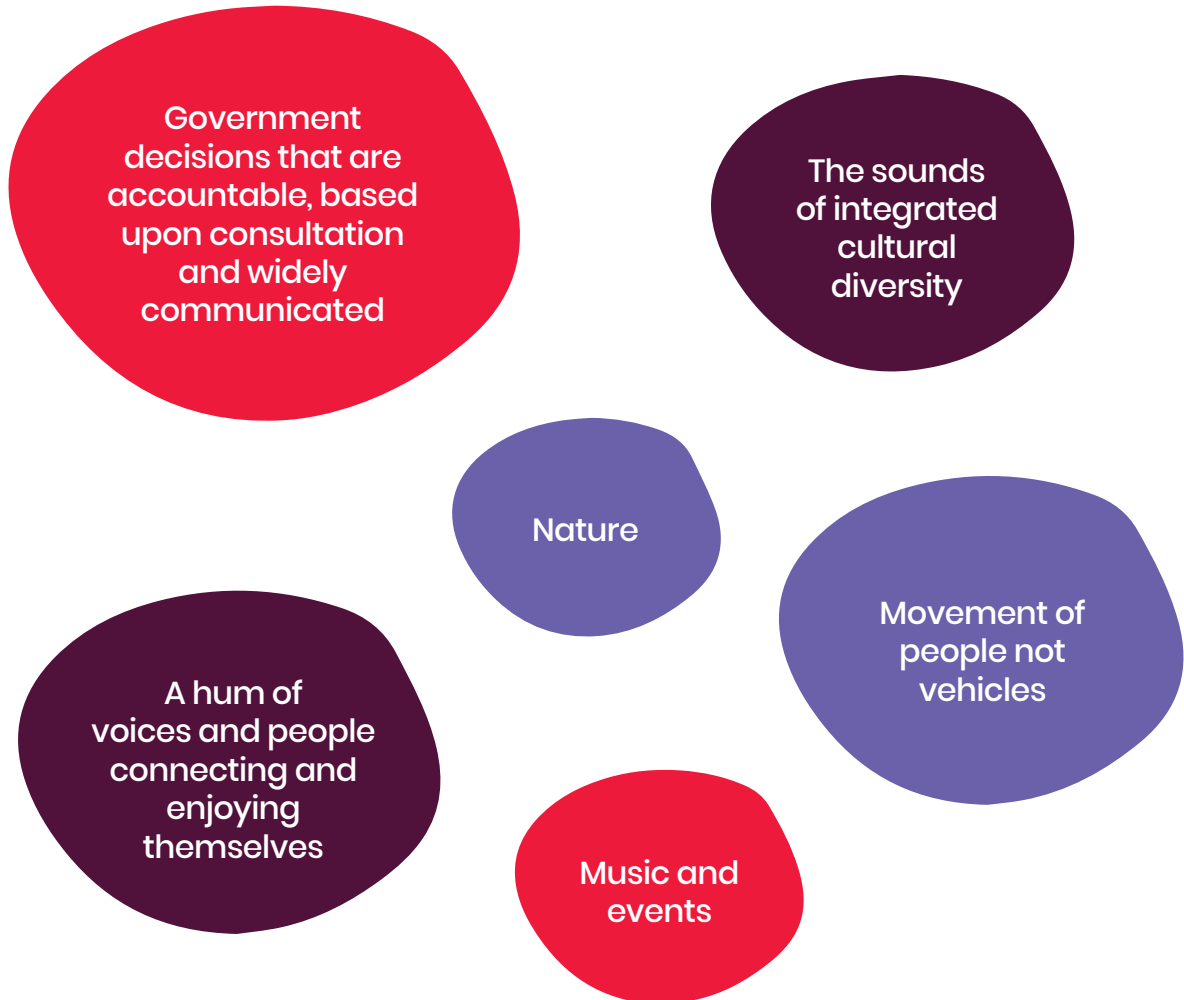 Government
decisions that are
accountable, based
upon consultation
and widely
communicated
The sounds
of integrated
cultural
diversity
Nature
Movement of
people not
vehicles
A hum of
voices and people
connecting and
enjoying
themselves
Music and
events